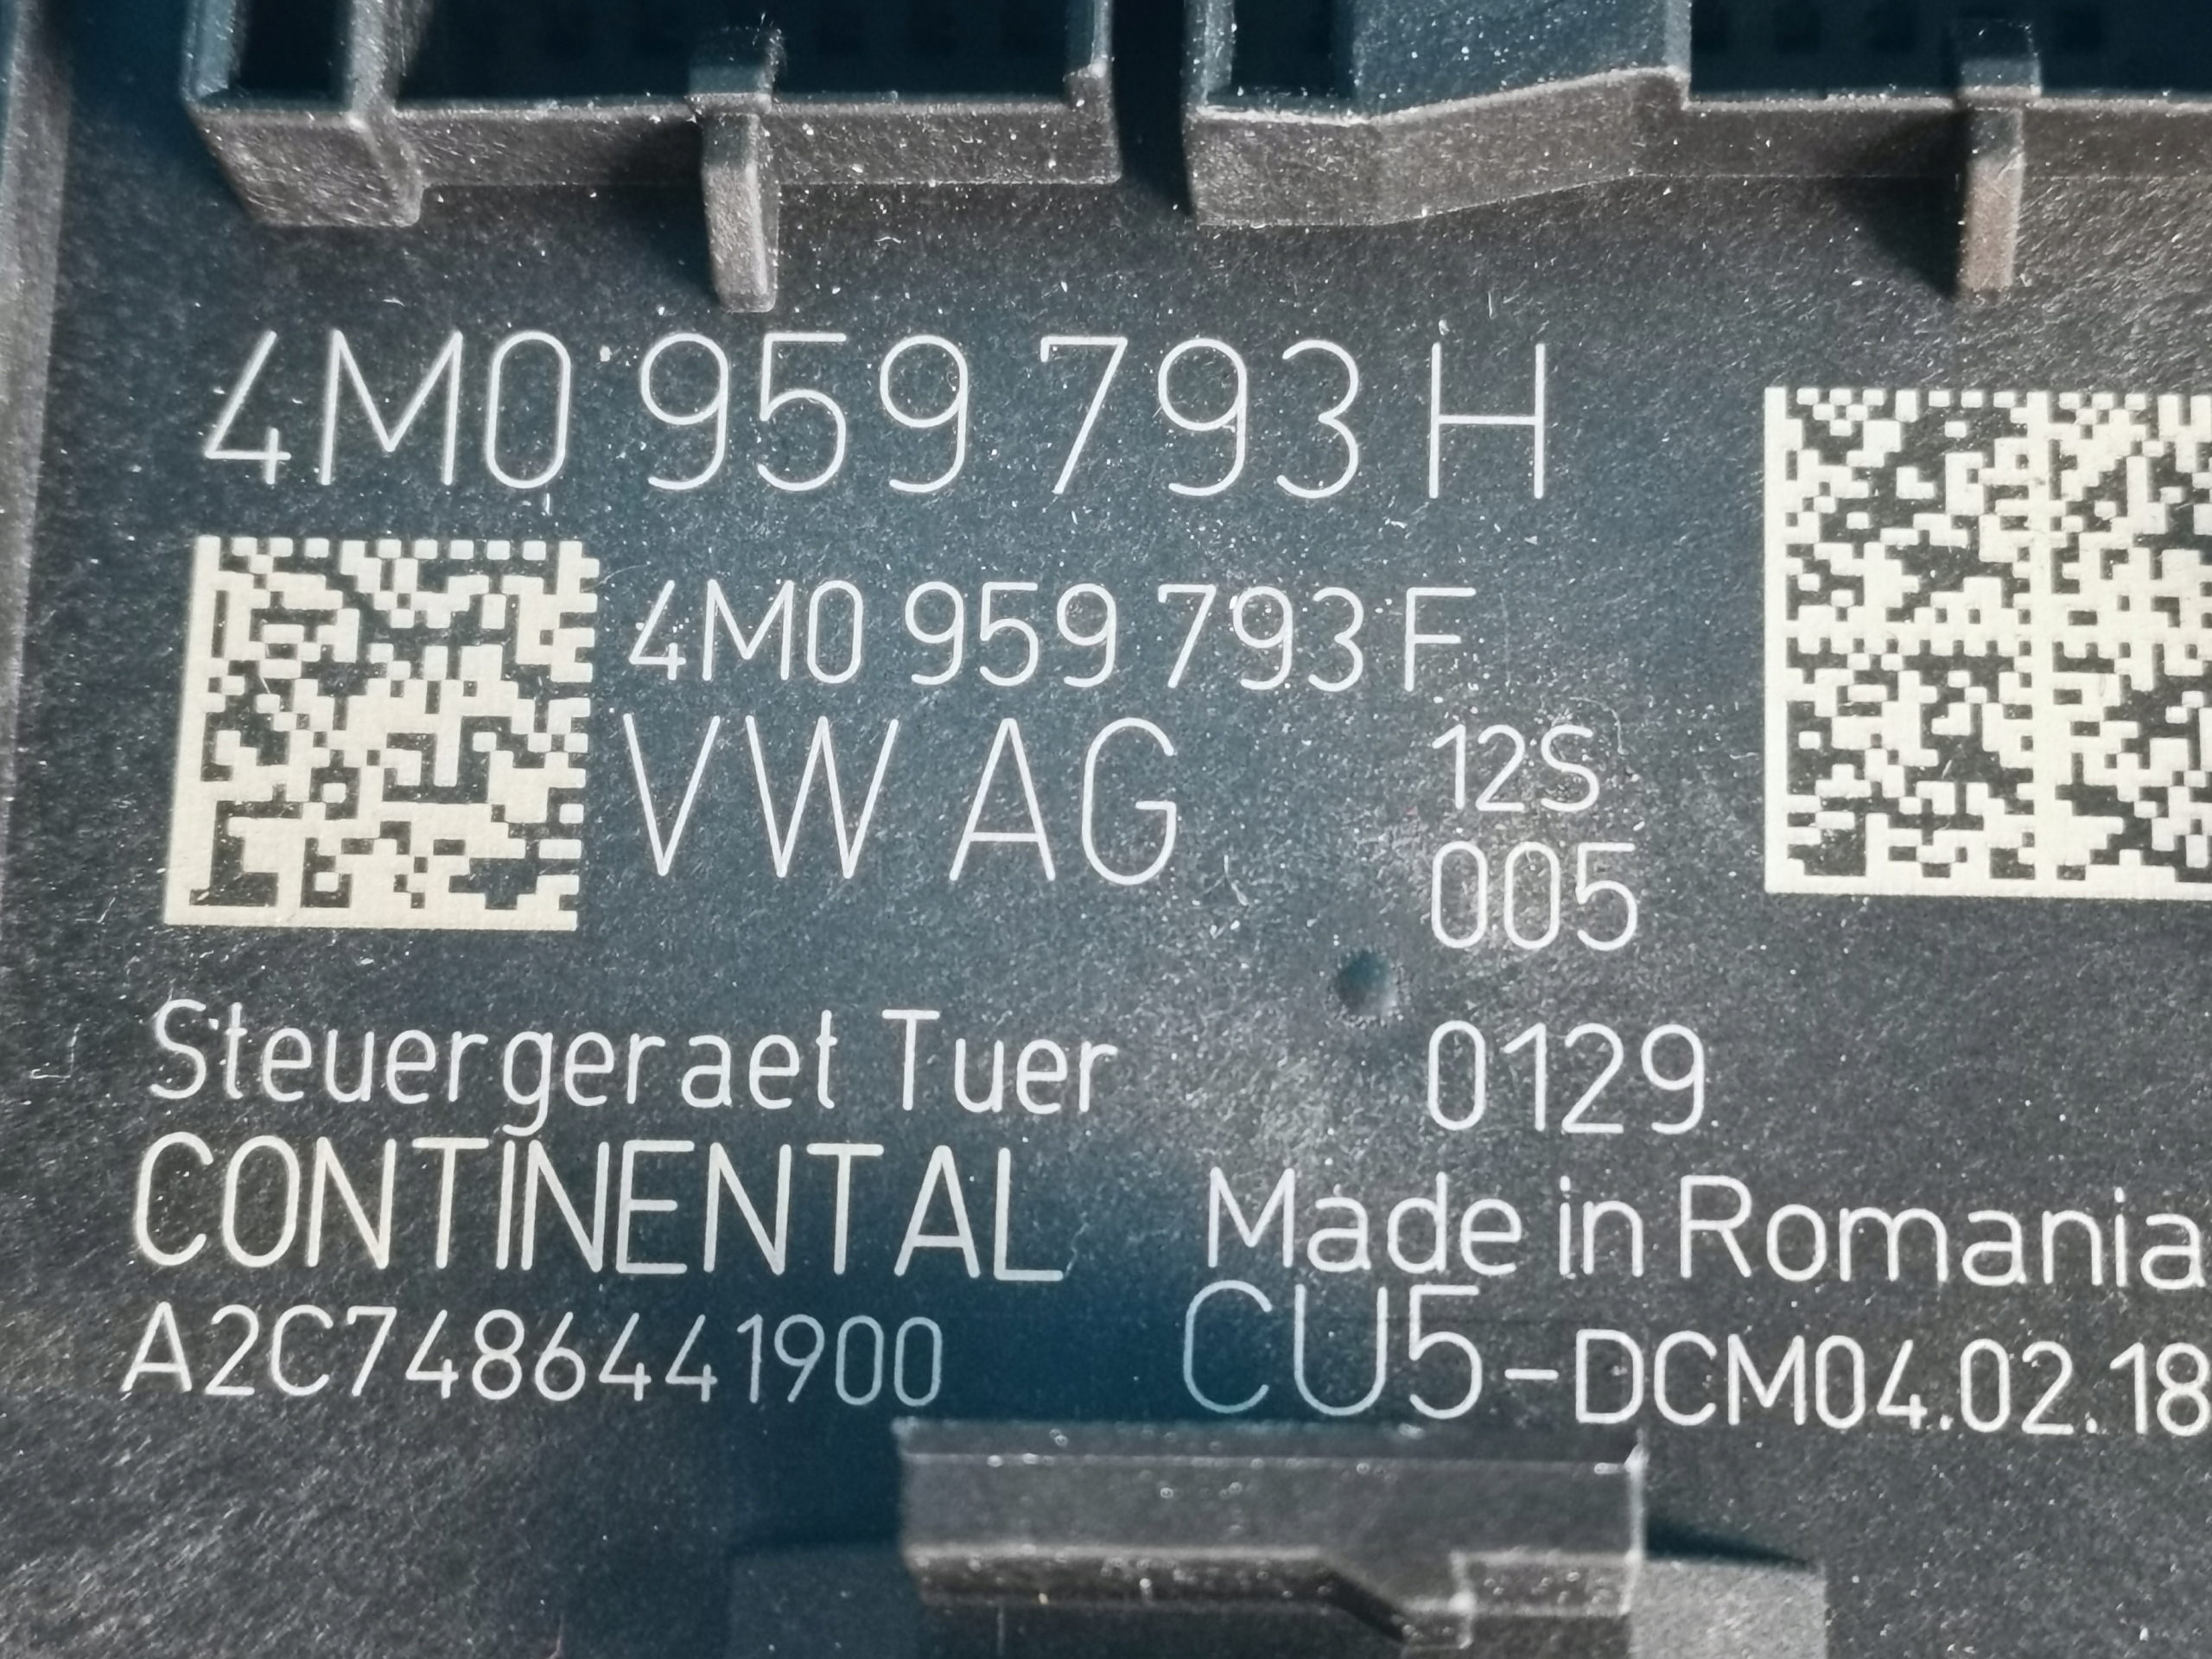 4M0 959 793 H
4M0 959 793 F
VW AG
12S
005
0129
Steuergeraet Tuer
CONTINENTAL
Made in Romania
A2C7486441900
CU5-DCM04.02.18